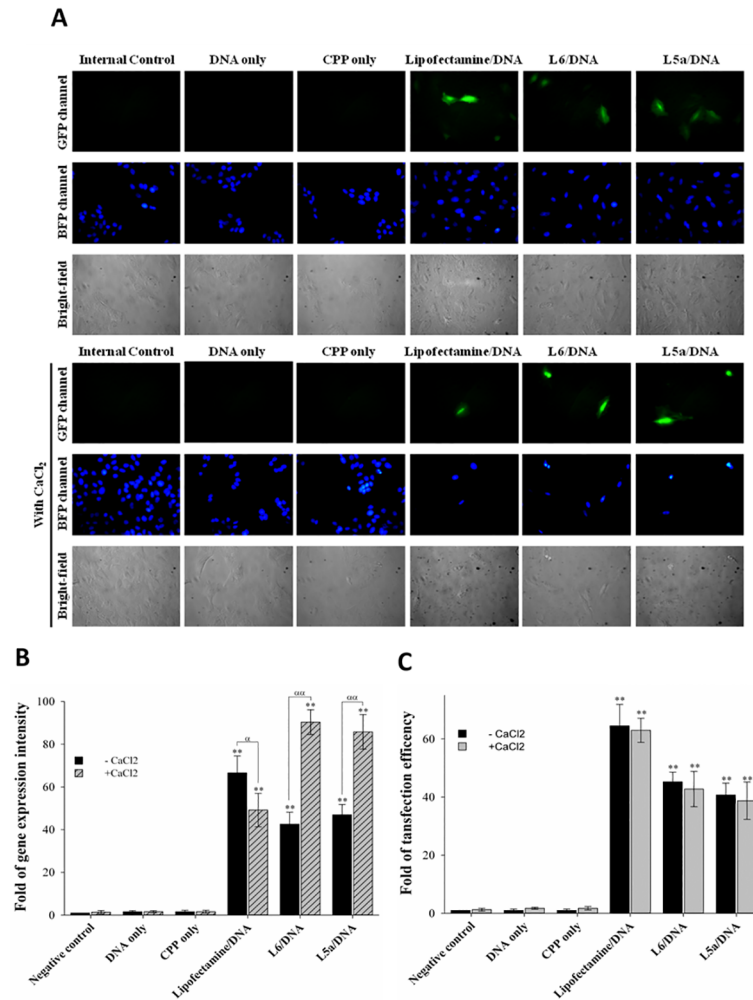 A
Internal Control DNA only CPP only Lipofectamine/DNA L6/DNA L5a/DNA
GFP channel
BFP channel
Bright-field
Internal Control DNA only CPP only Lipofectamine/DNA L6/DNA L5a/DNA
With CaCl₂
GFP channel
BFP channel
Bright-field
B
Fold of gene expression intensity
100
80
60
40
20
0
- CaCl2
+CaCl2
** α ** ** αα ** ** αα **
Negative control DNA only CPP only Lipofectamine/DNA L6/DNA L5a/DNA
C
Fold of tansfection efficency
60
40
20
0
- CaCl2
+CaCl2
** ** ** ** ** **
Negative control DNA only CPP only Lipofectamine/DNA L6/DNA L5a/DNA